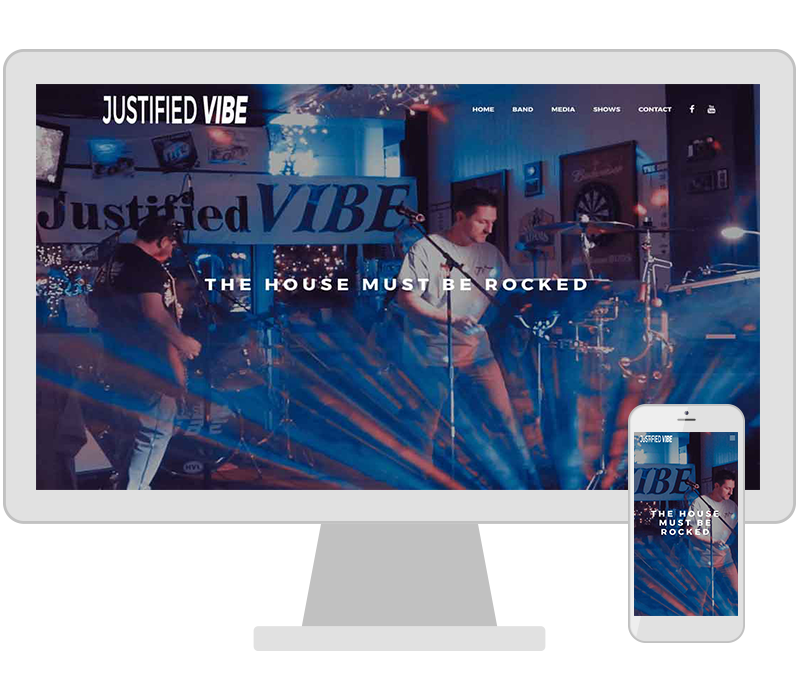 JUSTIFIED VIBE
HOME BAND MEDIA SHOWS CONTACT
Justified VIBE
THE HOUSE MUST BE ROCKED
JUSTIFIED VIBE
VIBE
THE HOUSE
MUST BE
ROCKED